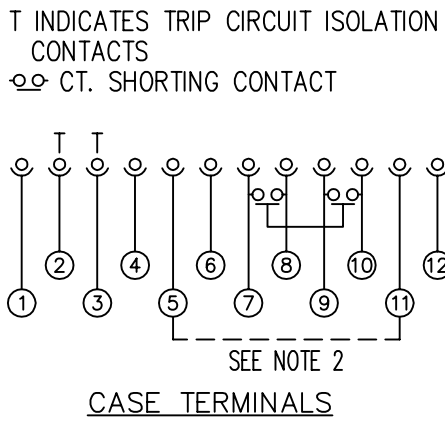 T INDICATES TRIP CIRCUIT ISOLATION
CONTACTS
CT. SHORTING CONTACT
T T
2 4 6 8 10 12
1 3 5 7 9 11
SEE NOTE 2
CASE TERMINALS